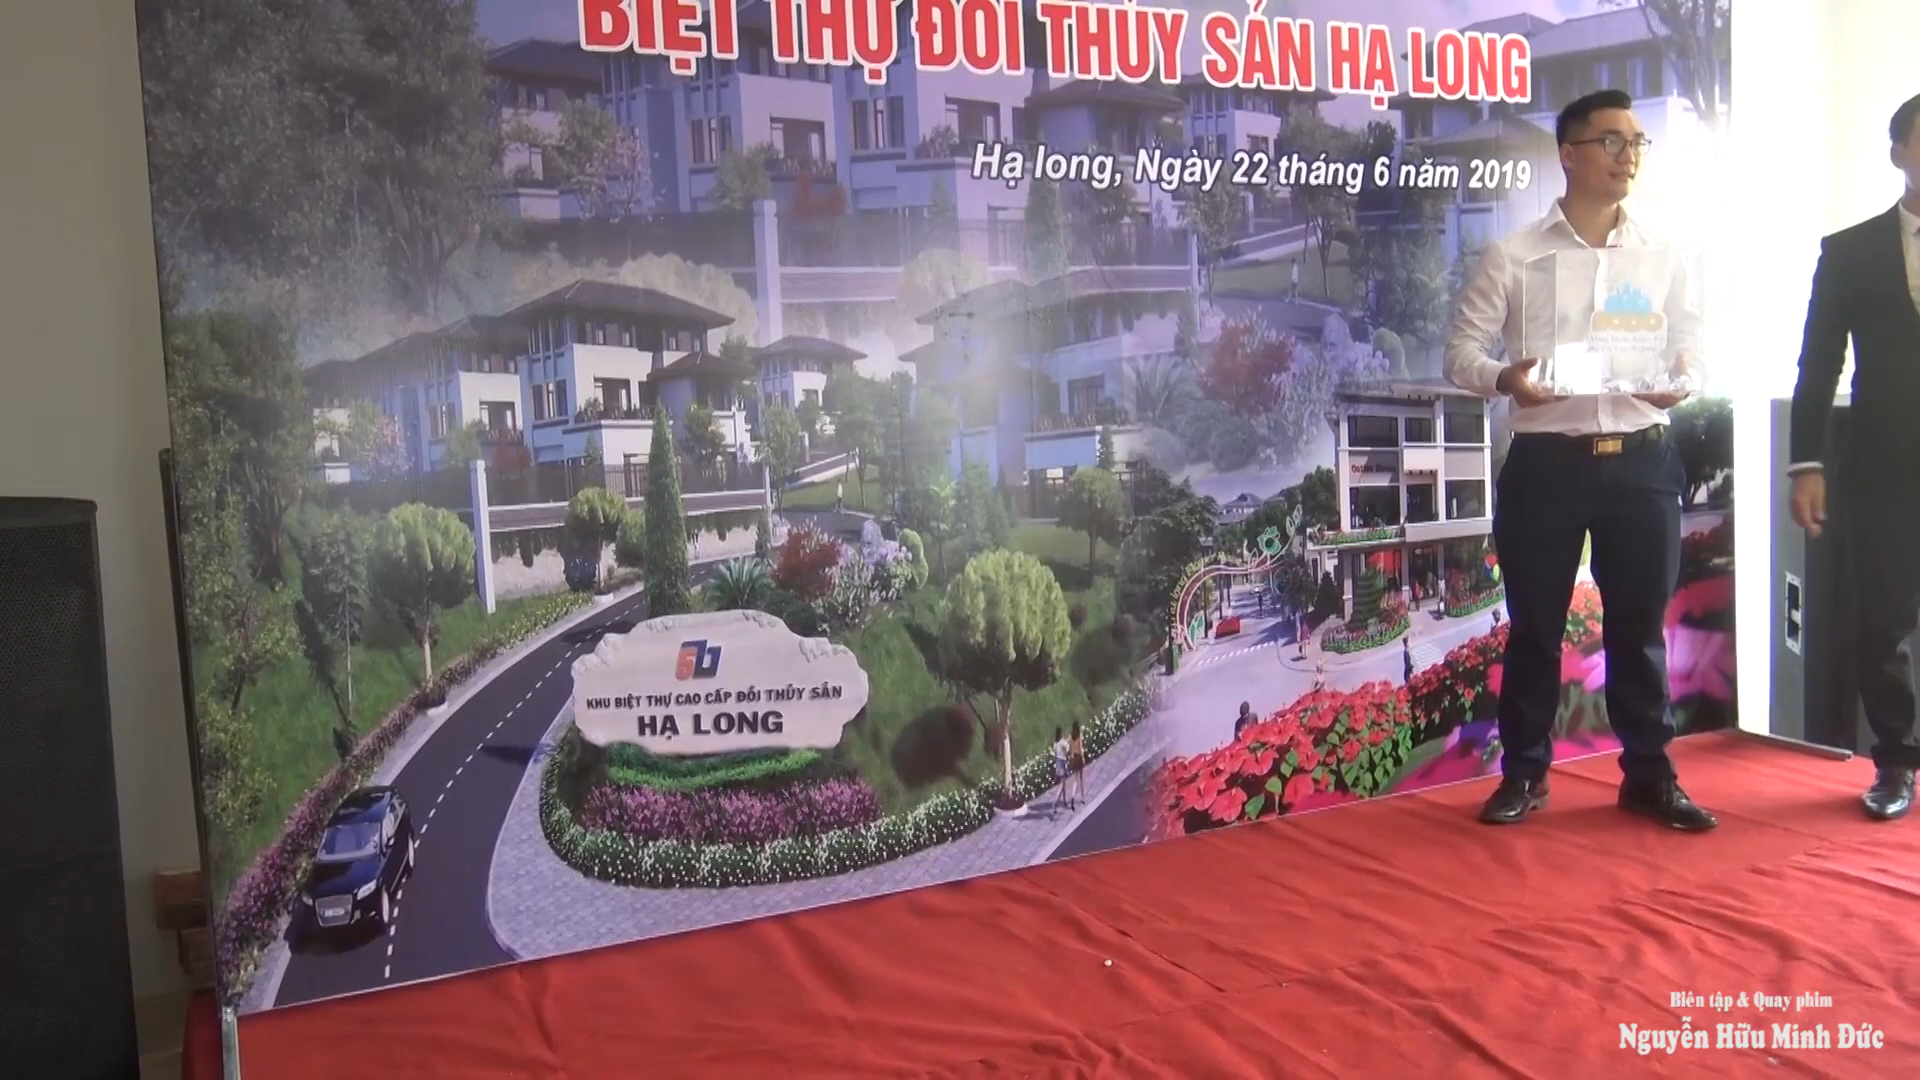 BIỆT THỰ ĐỒI THỦY SẢN HẠ LONG
Hạ long, Ngày 22 tháng 6 năm 2019
KHU BIỆT THỰ CAO CẤP ĐỒI THỦY SẢN
HẠ LONG
Biên tập & Quay phim
Nguyễn Hữu Minh Đức